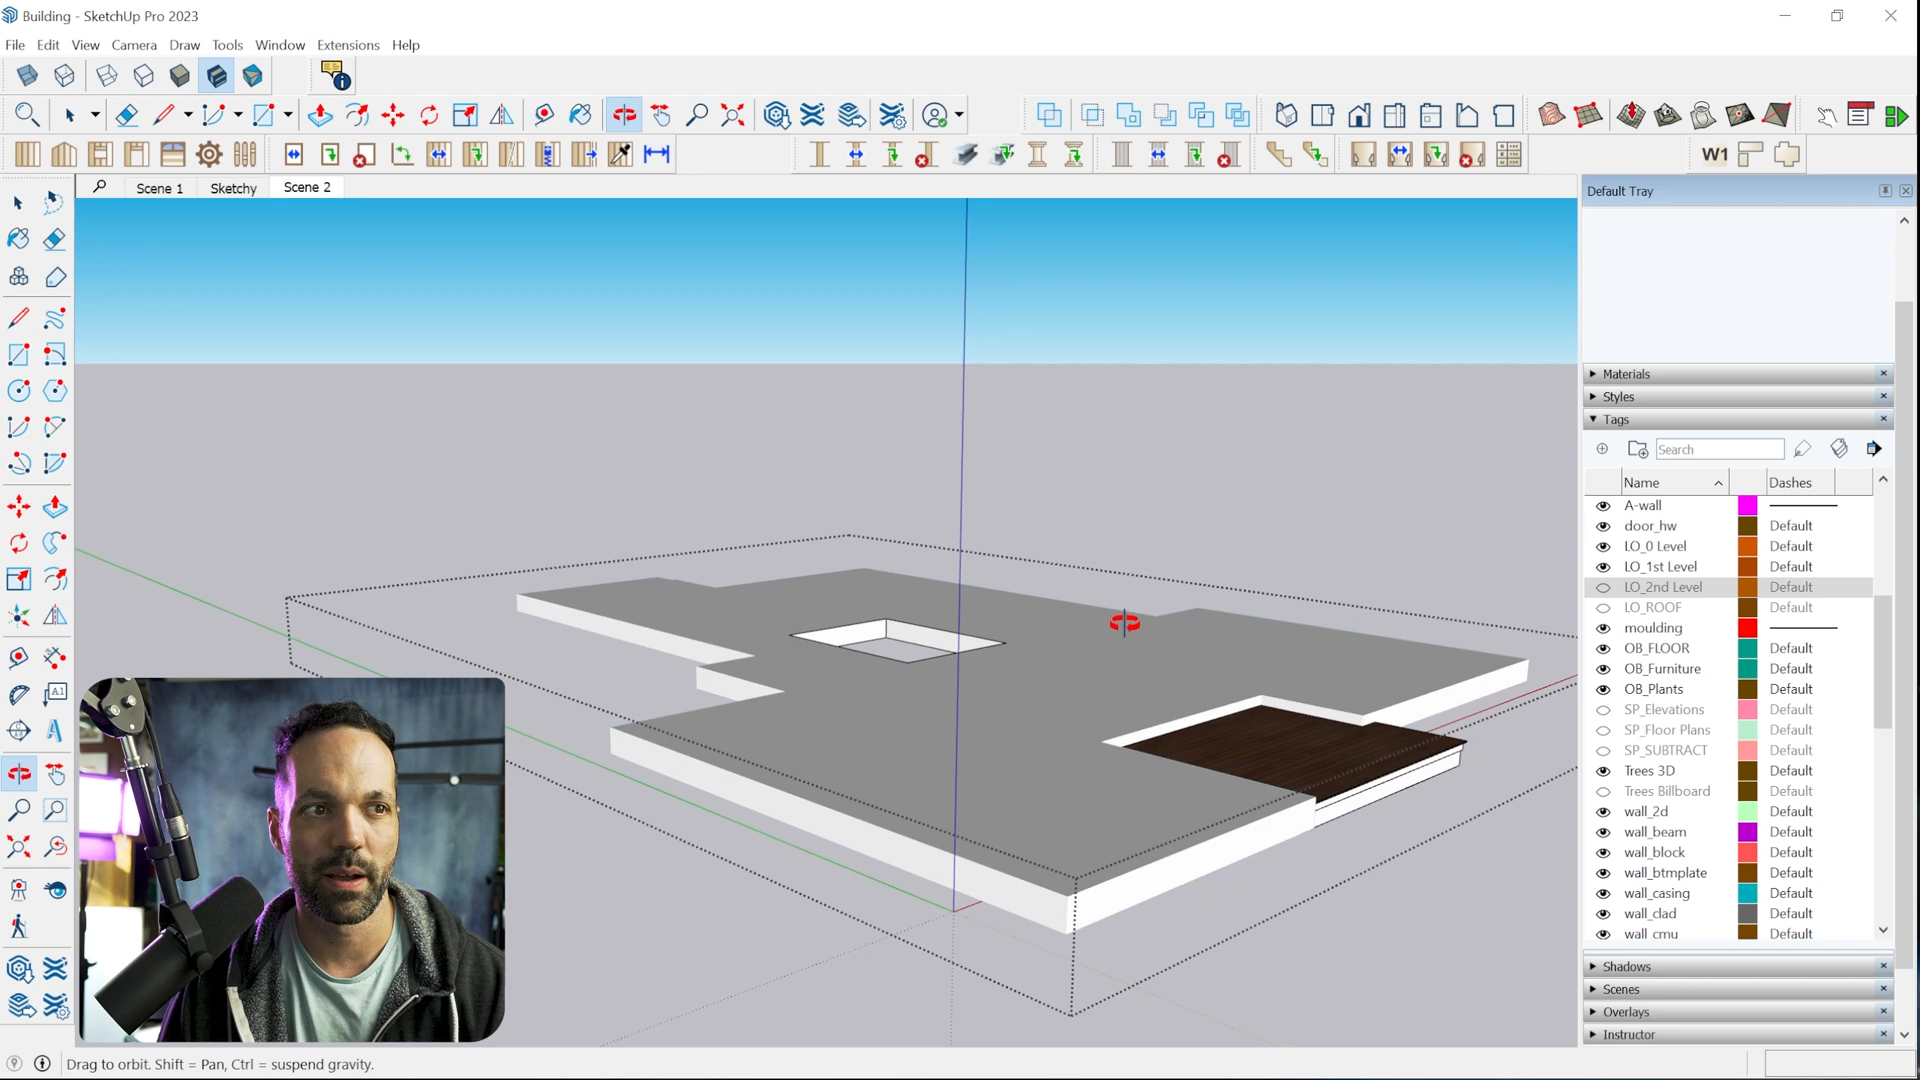 Building - SketchUp Pro 2023
File Edit View Camera Draw Tools Window Extensions Help
W1
Scene 1 Sketchy Scene 2
Default Tray
Materials
Styles
Tags
Search
Name Dashes
A-wall
door_hw Default
LO_0 Level Default
LO_1st Level Default
LO_2nd Level Default
LO_ROOF Default
moulding
OB_FLOOR Default
OB_Furniture Default
OB_Plants Default
SP_Elevations Default
SP_Floor Plans Default
SP_SUBTRACT Default
Trees 3D Default
Trees Billboard Default
wall_2d Default
wall_beam Default
wall_block Default
wall_btmplate Default
wall_casing Default
wall_clad Default
wall_cmu Default
Shadows
Scenes
Overlays
Instructor
A1
A
Drag to orbit. Shift = Pan, Ctrl = suspend gravity.